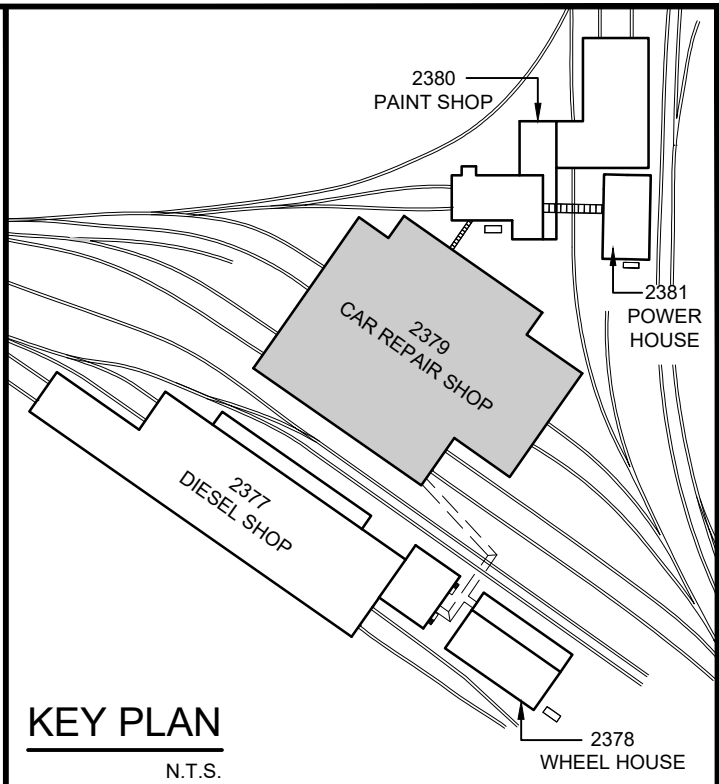 2380
PAINT SHOP
2381
POWER
HOUSE
2379
CAR REPAIR SHOP
2377
DIESEL SHOP
2378
WHEEL HOUSE
KEY PLAN
N.T.S.